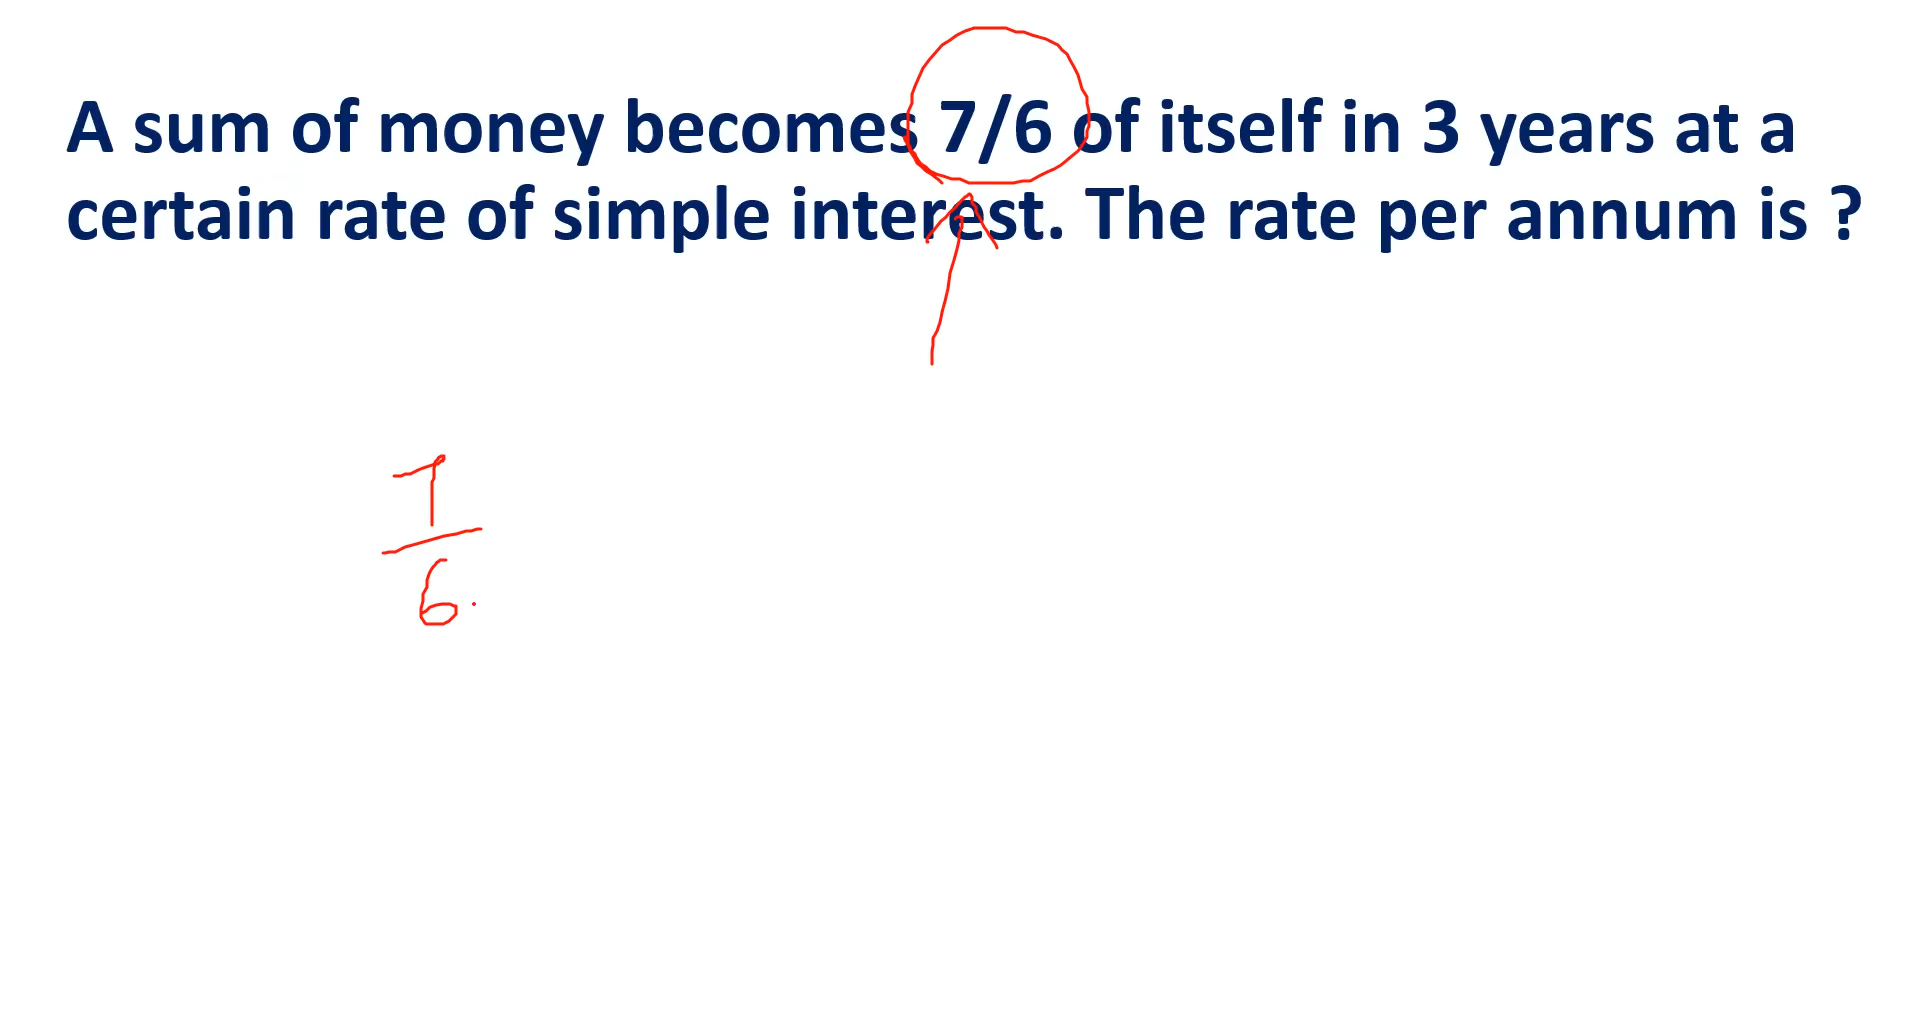 A sum of money becomes 7/6 of itself in 3 years at a
certain rate of simple interest. The rate per annum is ?
7
6